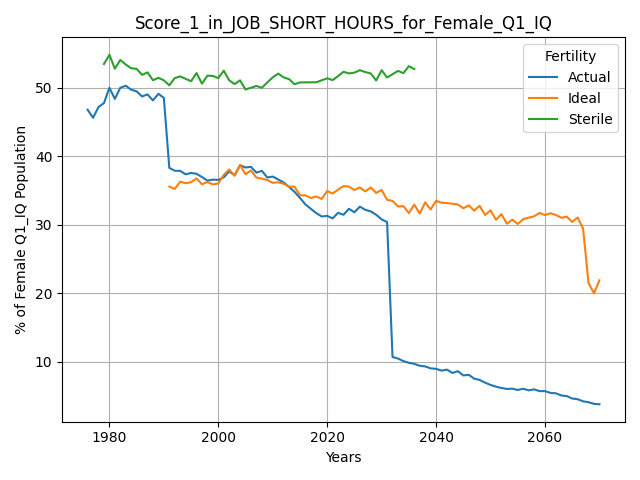 Score_1_in_JOB_SHORT_HOURS_for_Female_Q1_IQ
Fertility
Actual
Ideal
Sterile
% of Female Q1_IQ Population
50
40
30
20
10
1980
2000
2020
2040
2060
Years